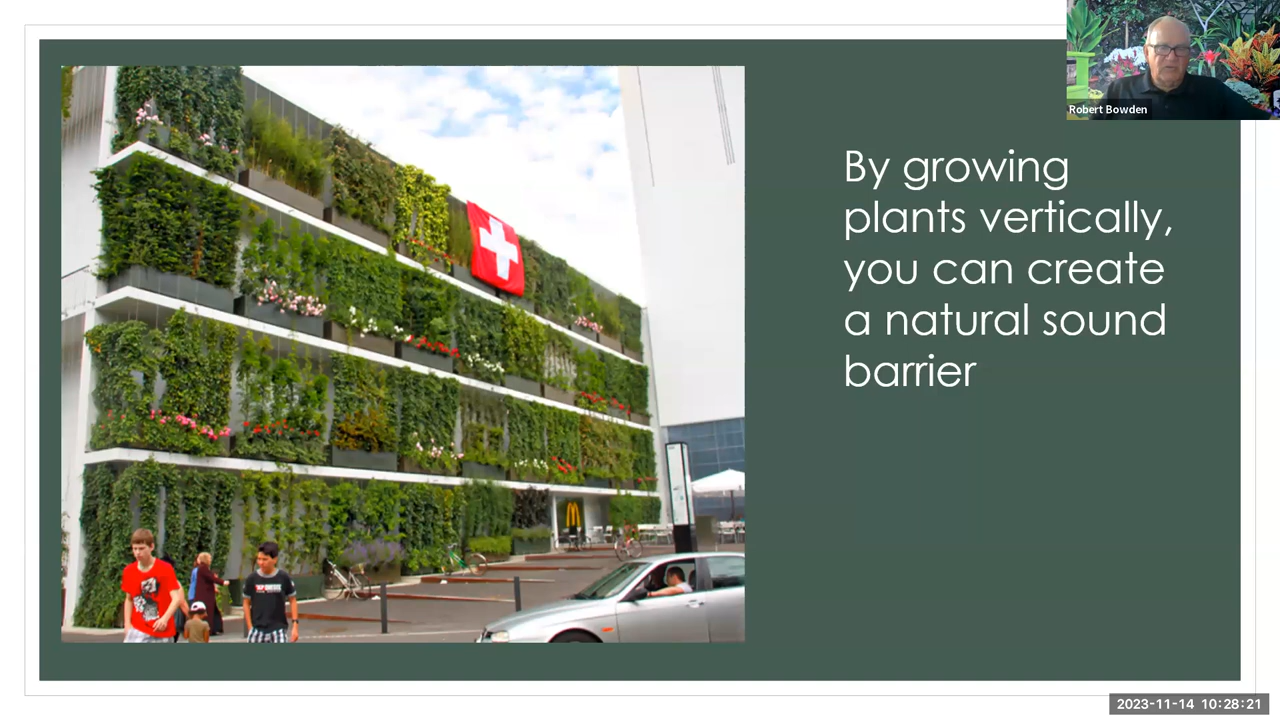 Robert Bowden
By growing
plants vertically,
you can create
a natural sound
barrier
2023-11-14 10:28:21